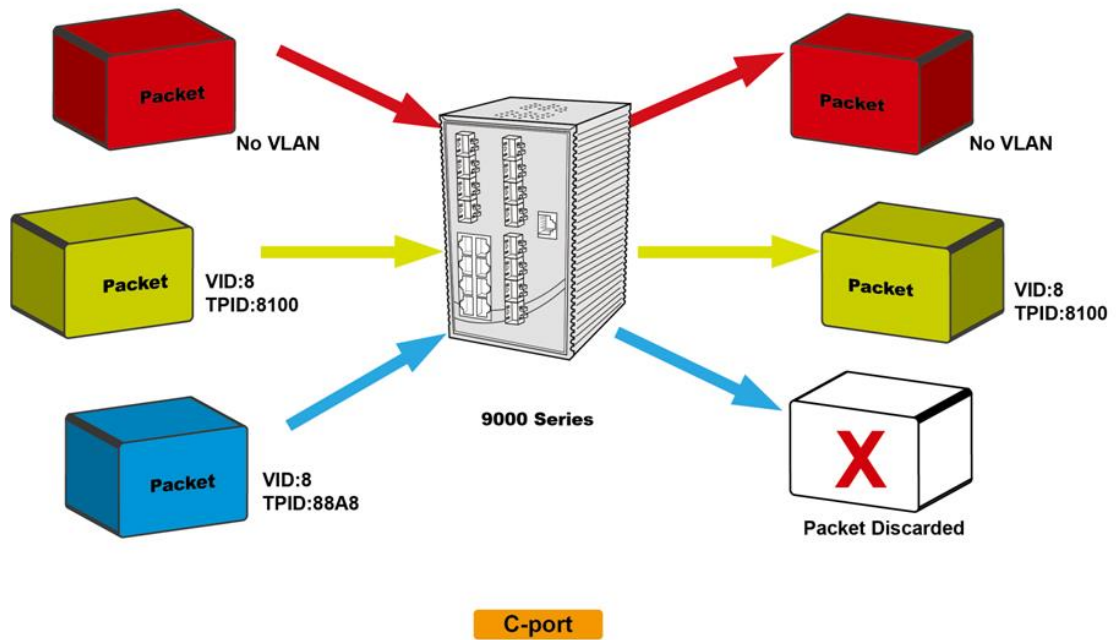 Packet
No VLAN
Packet
No VLAN
Packet
VID:8
TPID:8100
Packet
VID:8
TPID:8100
Packet
VID:8
TPID:88A8
9000 Series
X
Packet Discarded
C-port